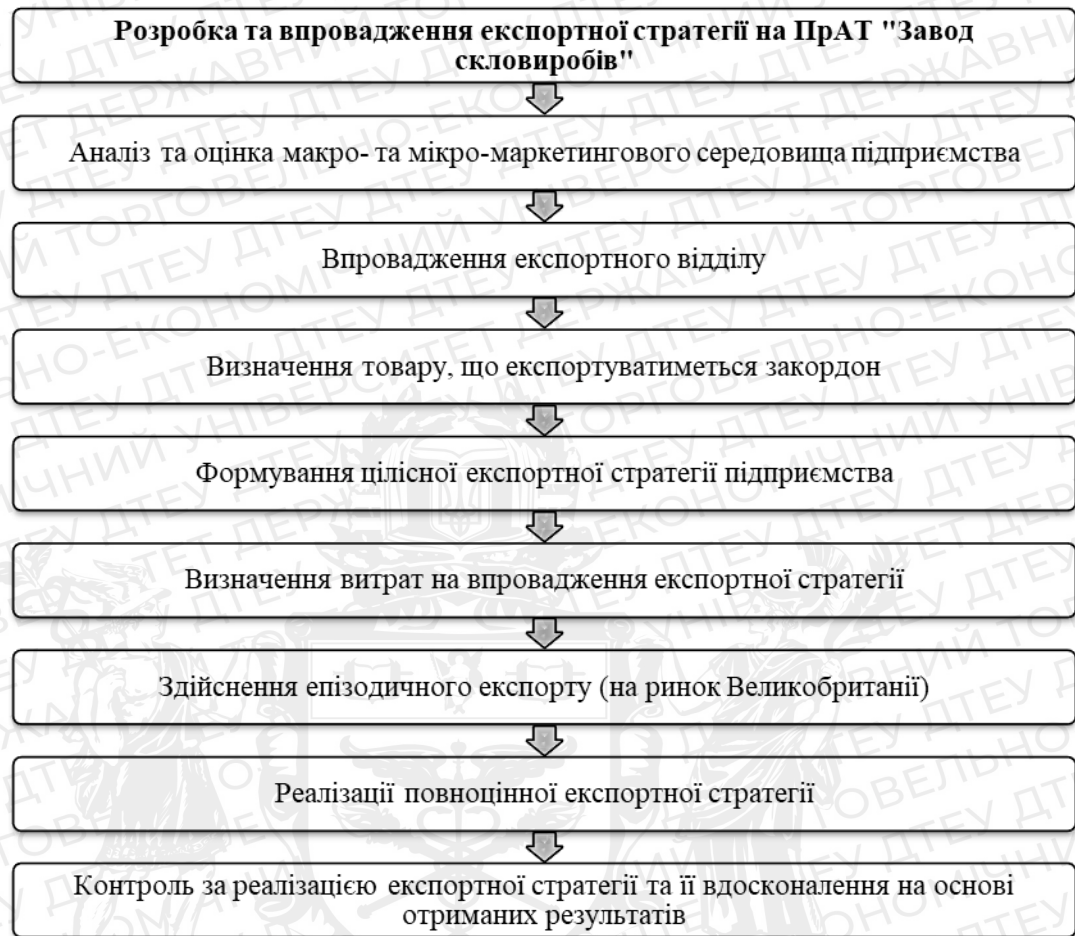 Розробка та впровадження експортної стратегії на ПрАТ "Завод
скловиробів"
Аналіз та оцінка макро- та мікро-маркетингового середовища підприємства
Впровадження експортного відділу
Визначення товару, що експортуватиметься закордон
Формування цілісної експортної стратегії підприємства
Визначення витрат на впровадження експортної стратегії
Здійснення епізодичного експорту (на ринок Великобританії)
Реалізації повноцінної експортної стратегії
Контроль за реалізацією експортної стратегії та її вдосконалення на основі
отриманих результатів